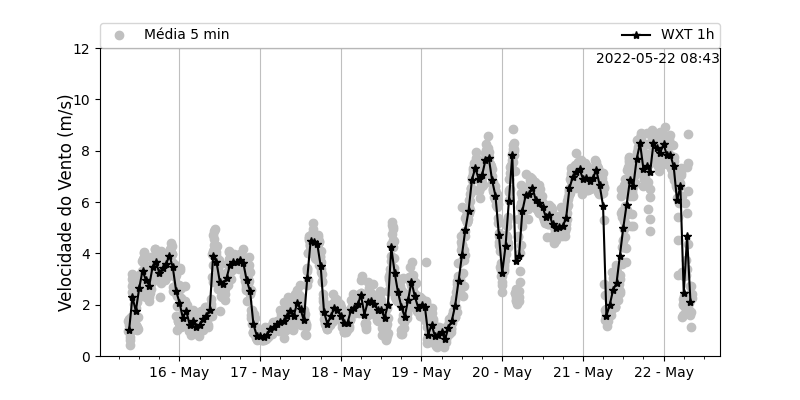 Média 5 min
WXT 1h
2022-05-22 08:43
Velocidade do Vento (m/s)
12
10
8
6
4
2
0
16 - May
17 - May
18 - May
19 - May
20 - May
21 - May
22 - May